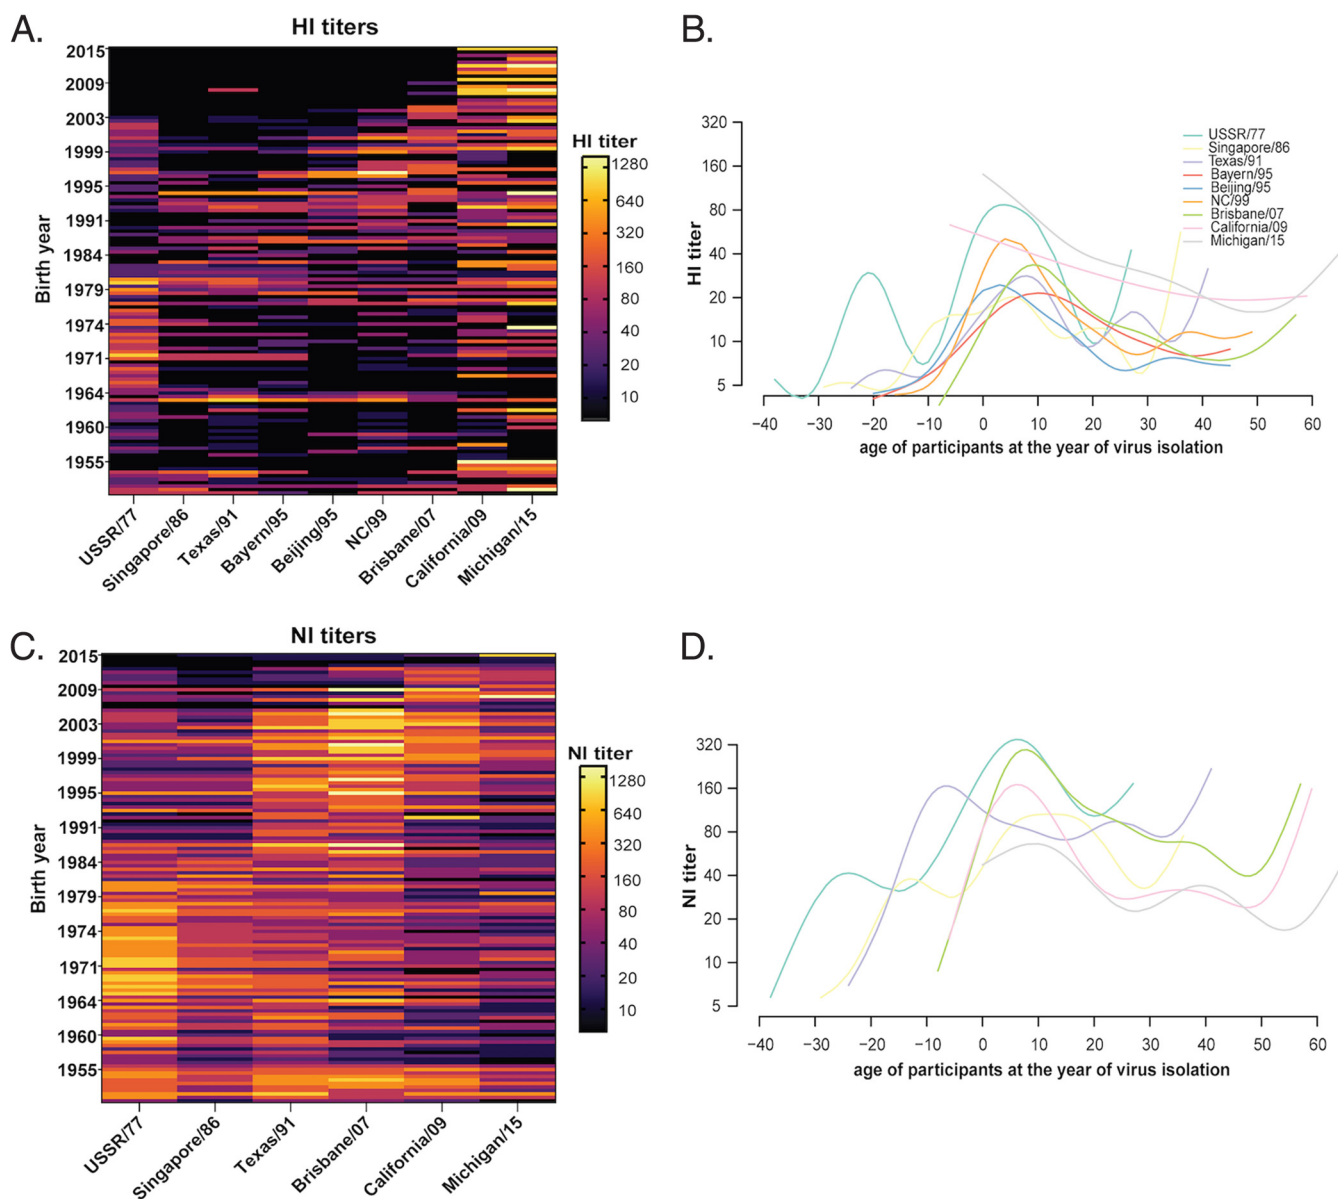 A.
HI titers
2015
2009
2003
1999
1995
1991
1984
1979
1974
1971
1964
1960
1955
Birth year
USSR/77
Singapore/86
Texas/91
Bayern/95
Beijing/95
NC/99
Brisbane/07
California/09
Michigan/15
HI titer
1280
640
320
160
80
40
20
10
B.
320
160
80
40
20
10
5
HI titer
USSR/77
Singapore/86
Texas/91
Bayern/95
Beijing/95
NC/99
Brisbane/07
California/09
Michigan/15
−40 −30 −20 −10 0 10 20 30 40 50 60
age of participants at the year of virus isolation
C.
NI titers
2015
2009
2003
1999
1995
1991
1984
1979
1974
1971
1964
1960
1955
Birth year
USSR/77
Singapore/86
Texas/91
Brisbane/07
California/09
Michigan/15
NI titer
1280
640
320
160
80
40
20
10
D.
320
160
80
40
20
10
5
NI titer
−40 −30 −20 −10 0 10 20 30 40 50 60
age of participants at the year of virus isolation